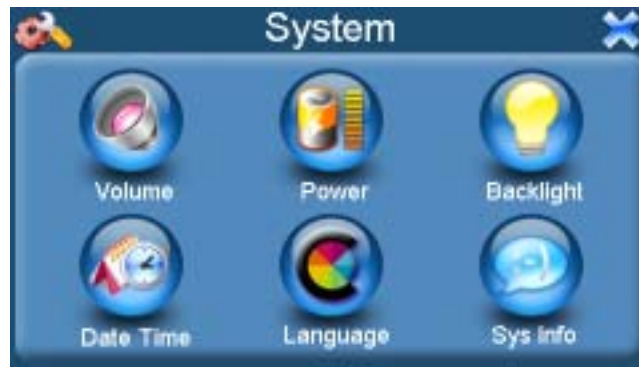 System
Volume
Power
Backlight
Date Time
Language
Sys Info